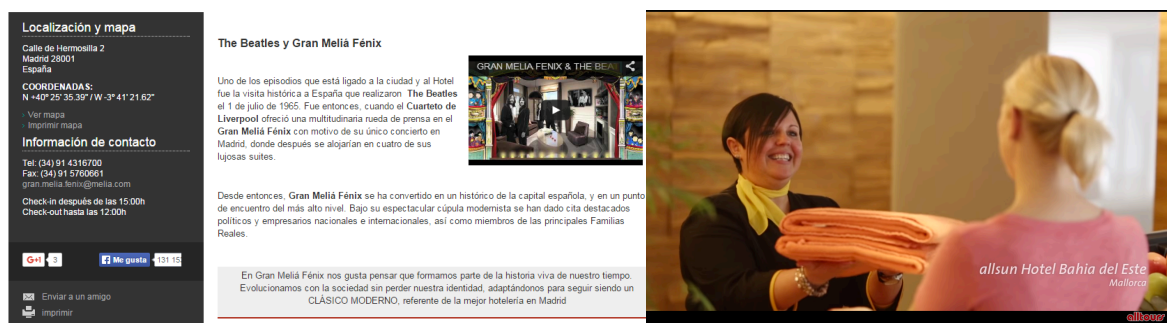 Localización y mapa
Calle de Hermosilla 2
Madrid 28001
España
COORDENADAS:
N +40º 25' 35.39" / W -3º 41' 21.62"
Ver mapa
Imprimir mapa
Información de contacto
Tel: (34) 91 4316700
Fax: (34) 91 5760661
gran.melia.fenix@melia.com
Check-in después de las 15:00h
Check-out hasta las 12:00h
G+1 3
Me gusta 131 153
Enviar a un amigo
imprimir
The Beatles y Gran Meliá Fénix
Uno de los episodios que está ligado a la ciudad y al Hotel
fue la visita histórica a España que realizaron The Beatles
el 1 de julio de 1965. Fue entonces, cuando el Cuarteto de
Liverpool ofreció una multitudinaria rueda de prensa en el
Gran Meliá Fénix con motivo de su único concierto en
Madrid, donde después se alojarían en cuatro de sus
lujosas suites.
GRAN MELIA FENIX & THE BEAT
Desde entonces, Gran Meliá Fénix se ha convertido en un histórico de la capital española, y en un punto
de encuentro del más alto nivel. Bajo su espectacular cúpula modernista se han dado cita destacados
políticos y empresarios nacionales e internacionales, así como miembros de las principales Familias
Reales.
En Gran Meliá Fénix nos gusta pensar que formamos parte de la historia viva de nuestro tiempo.
Evolucionamos con la sociedad sin perder nuestra identidad, adaptándonos para seguir siendo un
CLÁSICO MODERNO, referente de la mejor hotelería en Madrid
allsun Hotel Bahia del Este
Mallorca
alltours